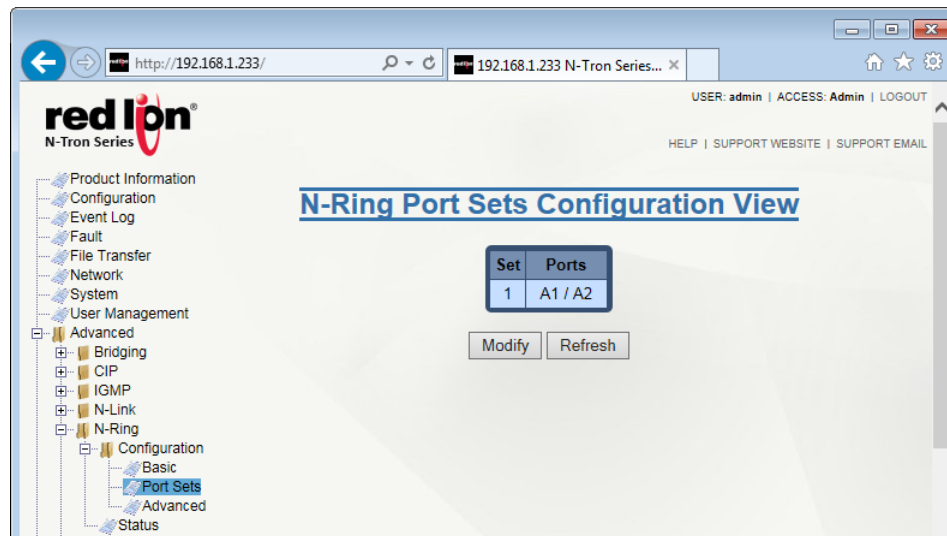 http://192.168.1.233/
192.168.1.233 N-Tron Series...
USER: admin | ACCESS: Admin | LOGOUT
red lion®
N-Tron Series
HELP | SUPPORT WEBSITE | SUPPORT EMAIL
Product Information
Configuration
Event Log
Fault
File Transfer
Network
System
User Management
Advanced
Bridging
CIP
IGMP
N-Link
N-Ring
Configuration
Basic
Port Sets
Advanced
Status
N-Ring Port Sets Configuration View
Set Ports
1 A1 / A2
Modify Refresh